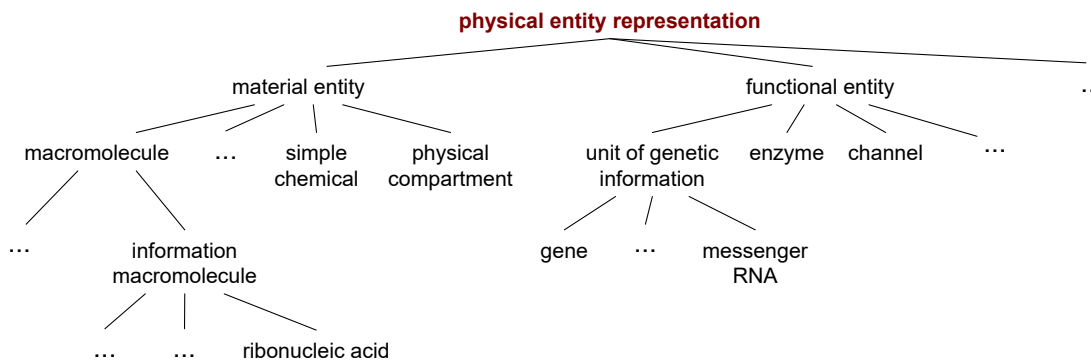 physical entity representation
material entity
functional entity
...
macromolecule
...
simple
chemical
physical
compartment
unit of genetic
information
enzyme
channel
...
...
information
macromolecule
gene
...
messenger
RNA
...
...
ribonucleic acid